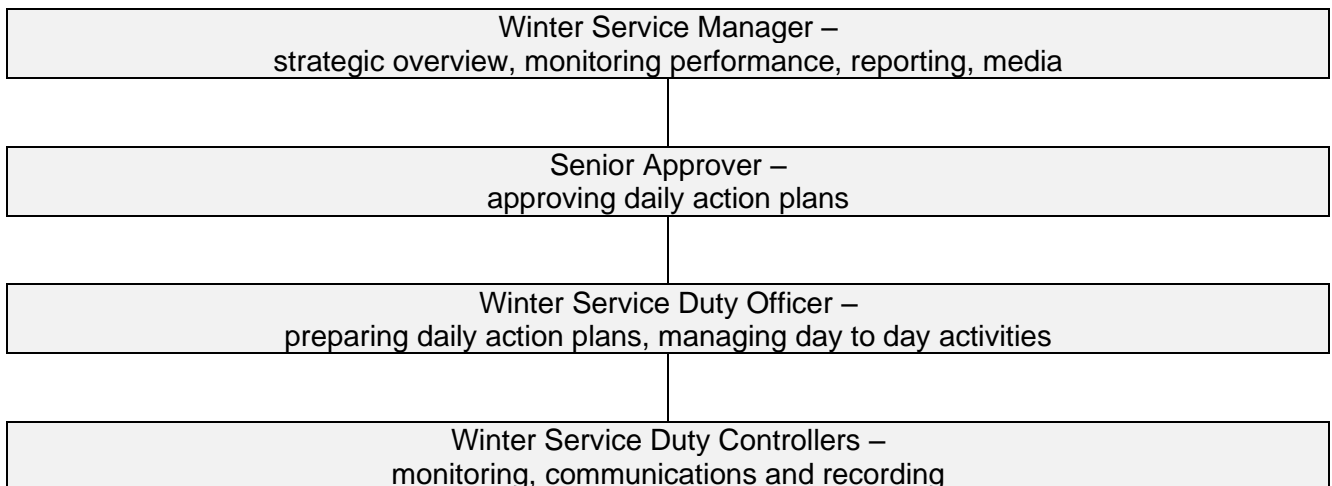 Winter Service Manager –
strategic overview, monitoring performance, reporting, media
Senior Approver –
approving daily action plans
Winter Service Duty Officer –
preparing daily action plans, managing day to day activities
Winter Service Duty Controllers –
monitoring, communications and recording